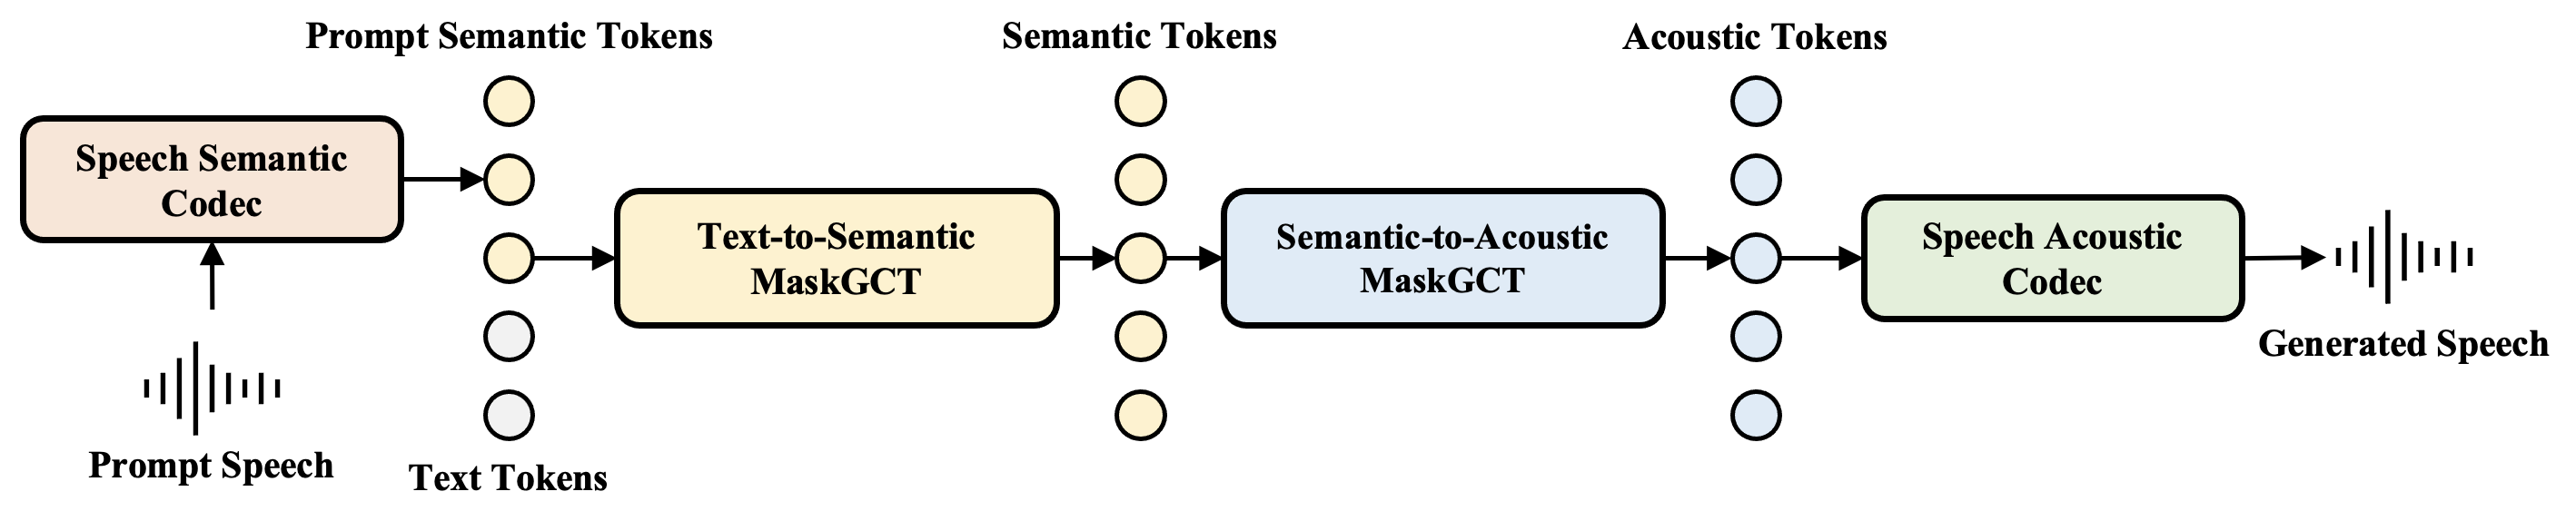 Prompt Semantic Tokens
Semantic Tokens
Acoustic Tokens
Speech Semantic
Codec
Text-to-Semantic
MaskGCT
Semantic-to-Acoustic
MaskGCT
Speech Acoustic
Codec
Generated Speech
Prompt Speech
Text Tokens